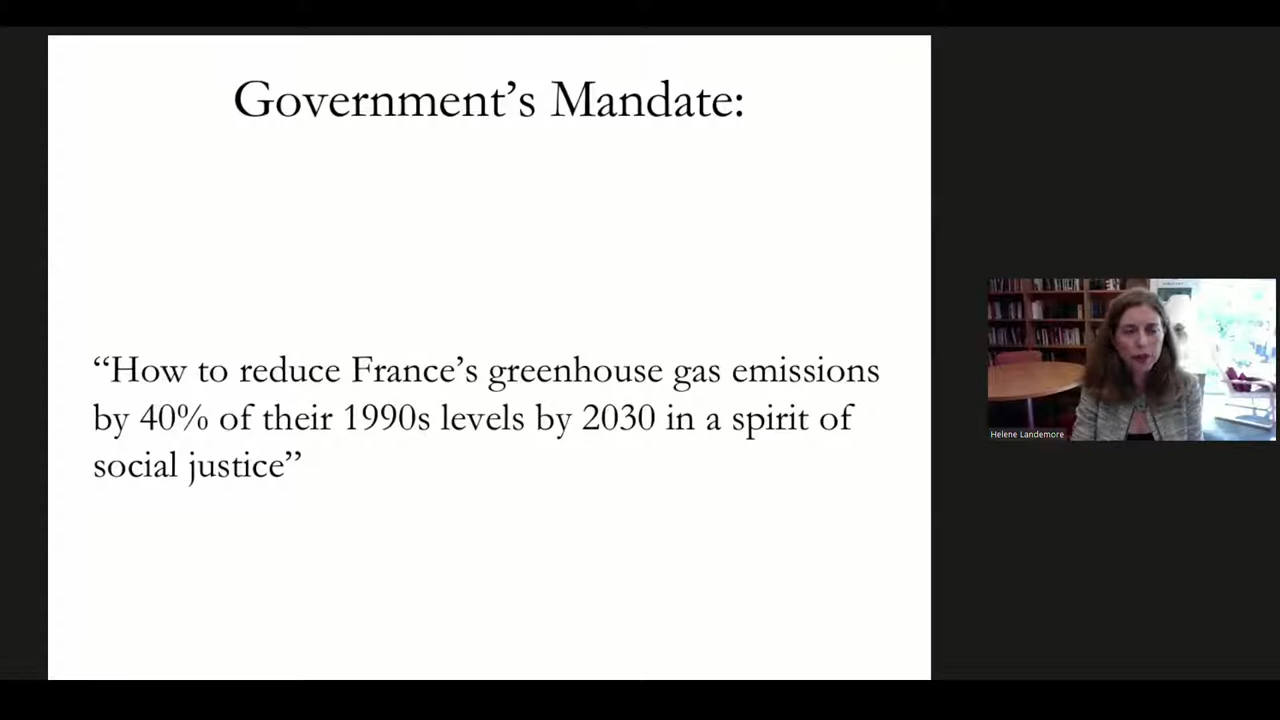 Government’s Mandate:
“How to reduce France’s greenhouse gas emissions
by 40% of their 1990s levels by 2030 in a spirit of
social justice”
Helene Landemore